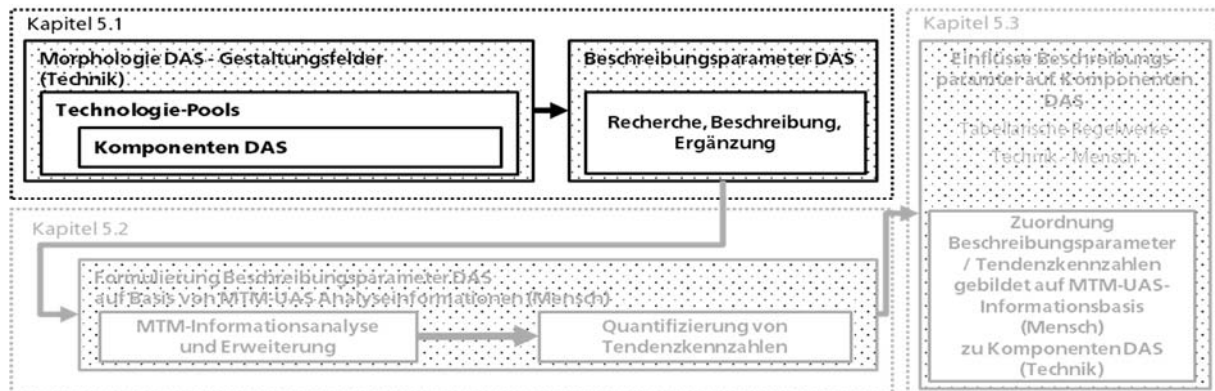 Kapitel 5.1
Morphologie DAS - Gestaltungsfelder
(Technik)
Technologie-Pools
Komponenten DAS
Beschreibungsparameter DAS
Recherche, Beschreibung,
Ergänzung
Kapitel 5.2
Formulierung Beschreibungsparameter DAS
auf Basis von MTM-UAS Analyseinformationen (Mensch)
MTM-Informationsanalyse
und Erweiterung
Quantifizierung von
Tendenzkennzahlen
Kapitel 5.3
Einflüsse Beschreibungs-
paramter auf Komponenten
DAS
Tabellarische Regelwerke
Technik - Mensch
Zuordnung
Beschreibungsparameter
/ Tendenzkennzahlen
gebildet auf MTM-UAS-
Informationsbasis
(Mensch)
zu Komponenten DAS
(Technik)